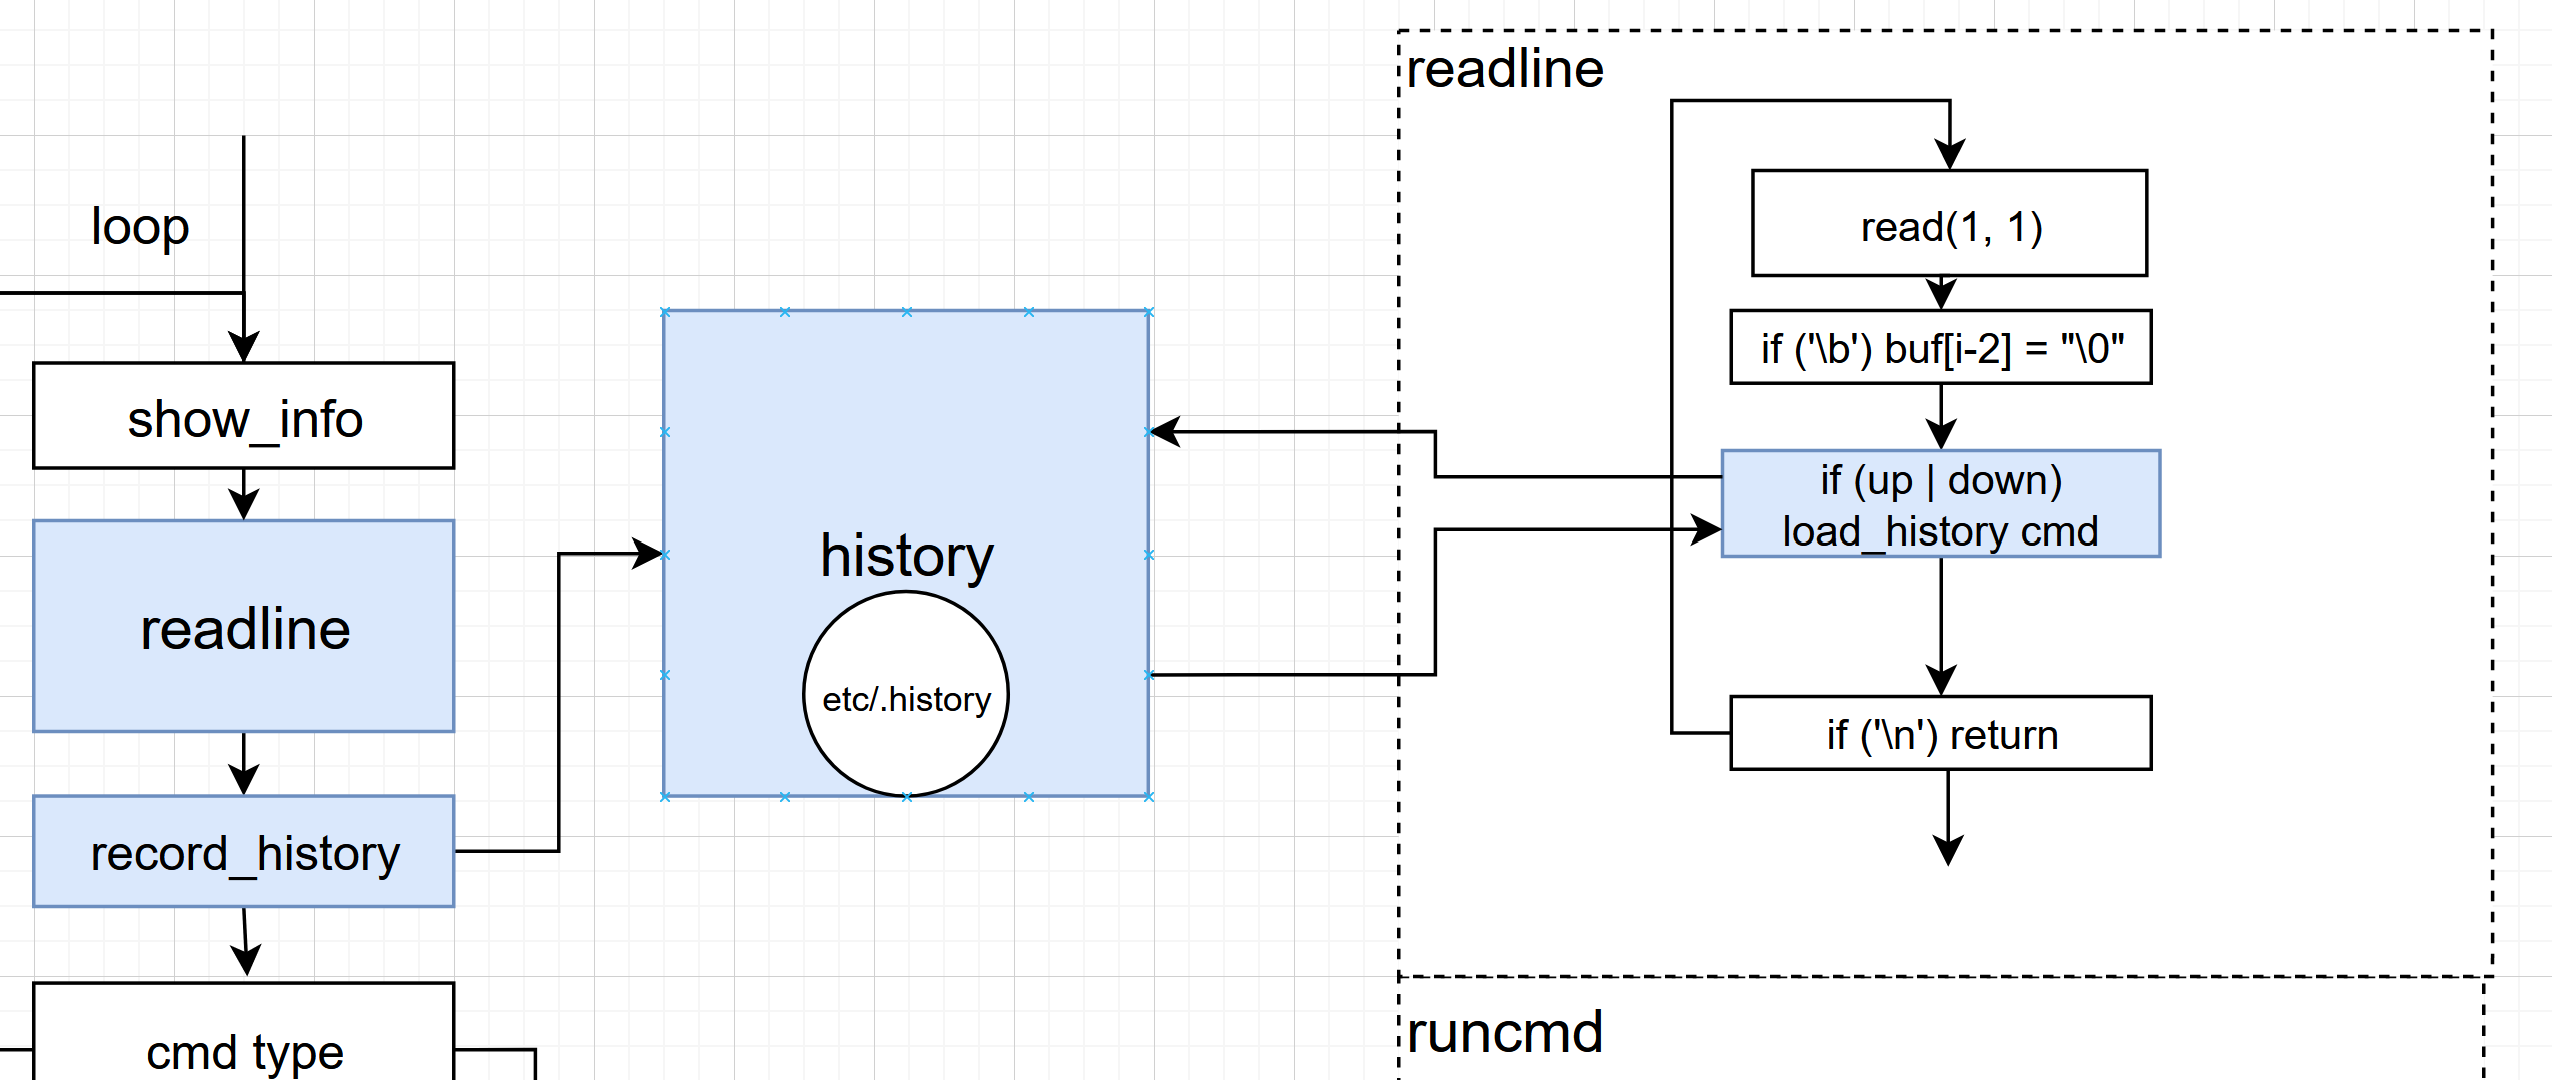 loop
show_info
readline
record_history
cmd type
history
etc/.history
readline
read(1, 1)
if ('\b') buf[i-2] = "\0"
if (up | down)
load_history cmd
if ('\n') return
runcmd